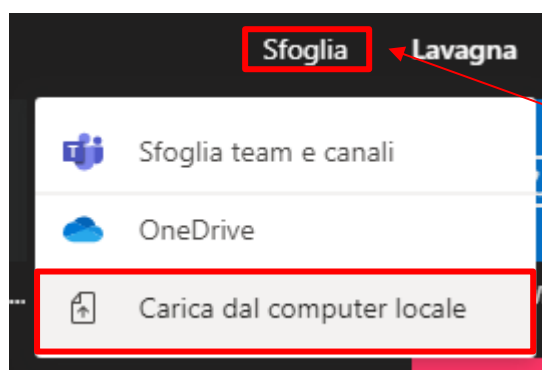 Sfoglia Lavagna
Sfoglia team e canali
OneDrive
Carica dal computer locale